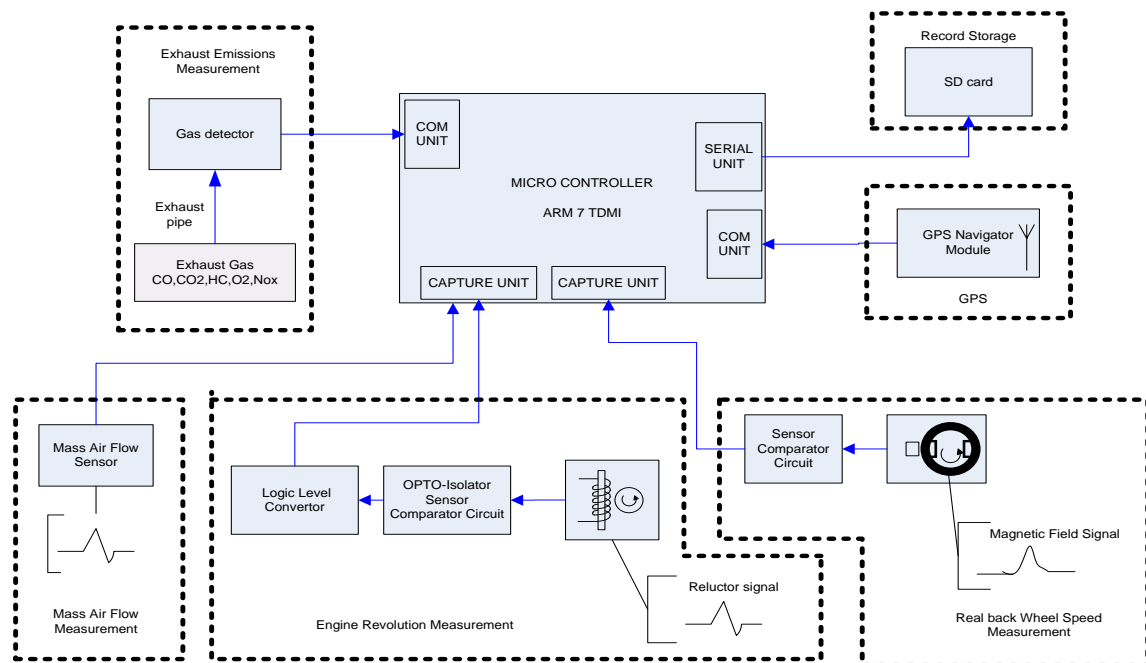 Exhaust Emissions
Measurement
Gas detector
Exhaust
pipe
Exhaust Gas
CO,CO2,HC,O2,Nox
COM
UNIT
MICRO CONTROLLER
ARM 7 TDMI
SERIAL
UNIT
COM
UNIT
CAPTURE UNIT
CAPTURE UNIT
Record Storage
SD card
GPS Navigator
Module
GPS
Mass Air Flow
Sensor
Mass Air Flow
Measurement
Logic Level
Convertor
OPTO-Isolator
Sensor
Comparator Circuit
Reluctor signal
Engine Revolution Measurement
Sensor
Comparator
Circuit
Magnetic Field Signal
Real back Wheel Speed
Measurement